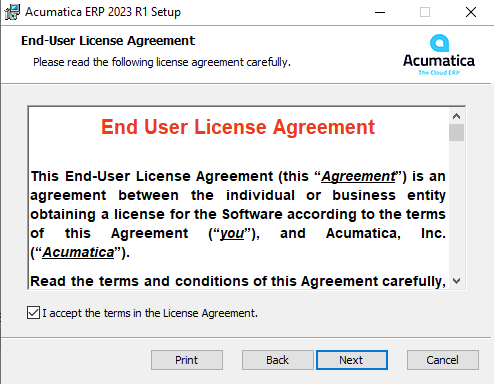 Acumatica ERP 2023 R1 Setup
End-User License Agreement
Please read the following license agreement carefully.
Acumatica
The Cloud ERP
End User License Agreement
This End-User License Agreement (this “Agreement”) is an
agreement between the individual or business entity
obtaining a license for the Software according to the terms
of this Agreement (“you”), and Acumatica, Inc.
(“Acumatica”).
Read the terms and conditions of this Agreement carefully,
I accept the terms in the License Agreement.
Print
Back
Next
Cancel